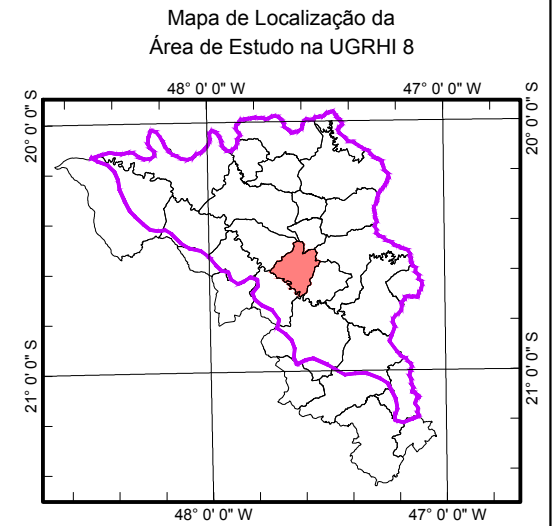 Mapa de Localização da
Área de Estudo na UGRHI 8
48° 0' 0" W
47° 0' 0" W
20° 0' 0" S
20° 0' 0" S
21° 0' 0" S
21° 0' 0" S
48° 0' 0" W
47° 0' 0" W